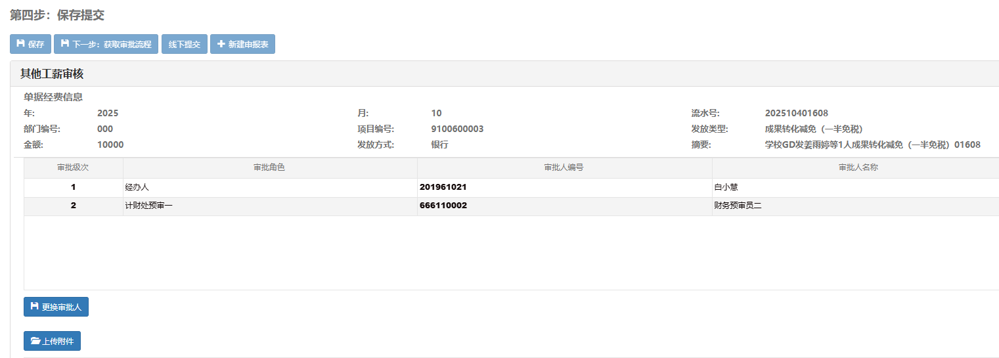 第四步：保存提交
保存 下一步：获取审批流程 线下提交 新建申报表
其他工薪审核
单据经费信息
年: 2025 月: 10 流水号: 202510401608
部门编号: 000 项目编号: 9100600003 发放类型: 成果转化减免（一半免税）
金额: 10000 发放方式: 银行 摘要: 学校GD发姜雨婷等1人成果转化减免（一半免税）01608
审批级次 审批角色 审批人编号 审批人名称
1 经办人 201961021 白小慧
2 计财处预审一 666110002 财务预审员二
更换审批人
上传附件